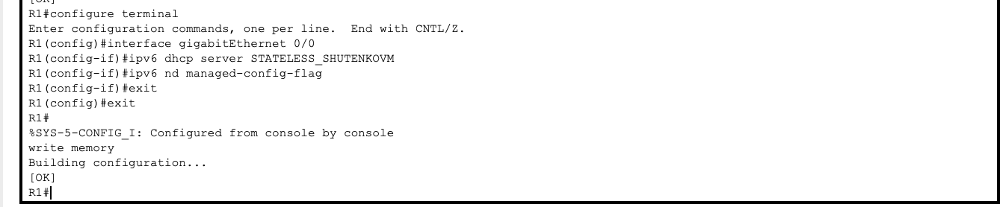 [OK]
R1#configure terminal
Enter configuration commands, one per line.  End with CNTL/Z.
R1(config)#interface gigabitEthernet 0/0
R1(config-if)#ipv6 dhcp server STATELESS_SHUTENKOVM
R1(config-if)#ipv6 nd managed-config-flag
R1(config-if)#exit
R1(config)#exit
R1#
%SYS-5-CONFIG_I: Configured from console by console
write memory
Building configuration...
[OK]
R1#